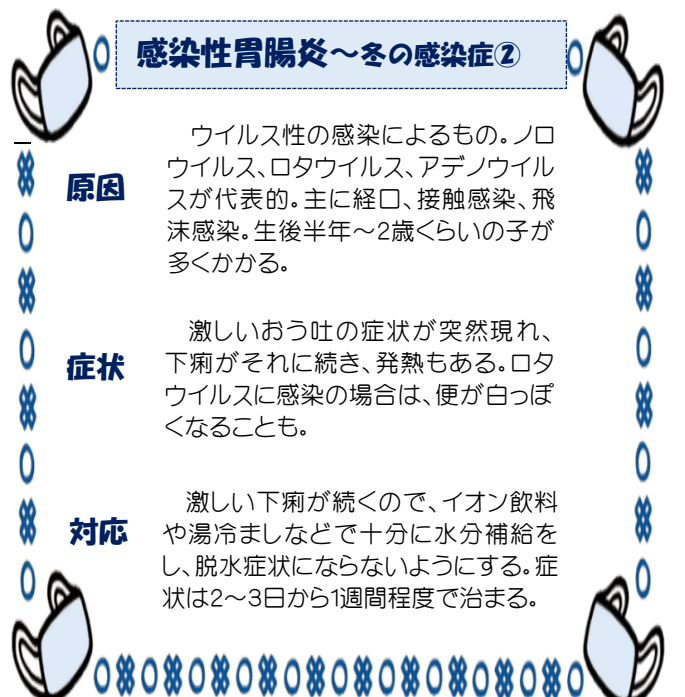 感染性胃腸炎～冬の感染症②
ウイルス性の感染によるもの。ノロ
原因
ウイルス、ロタウイルス、アデノウイル
スが代表的。主に経口、接触感染、飛
沫感染。生後半年～2歳くらいの子が
多くかかる。
激しいおう吐の症状が突然現れ、
症状
下痢がそれに続き、発熱もある。ロタ
ウイルスに感染の場合は、便が白っぽ
くなることも。
激しい下痢が続くので、イオン飲料
対応
や湯冷ましなどで十分に水分補給を
し、脱水症状にならないようにする。症
状は2～3日から1週間程度で治まる。